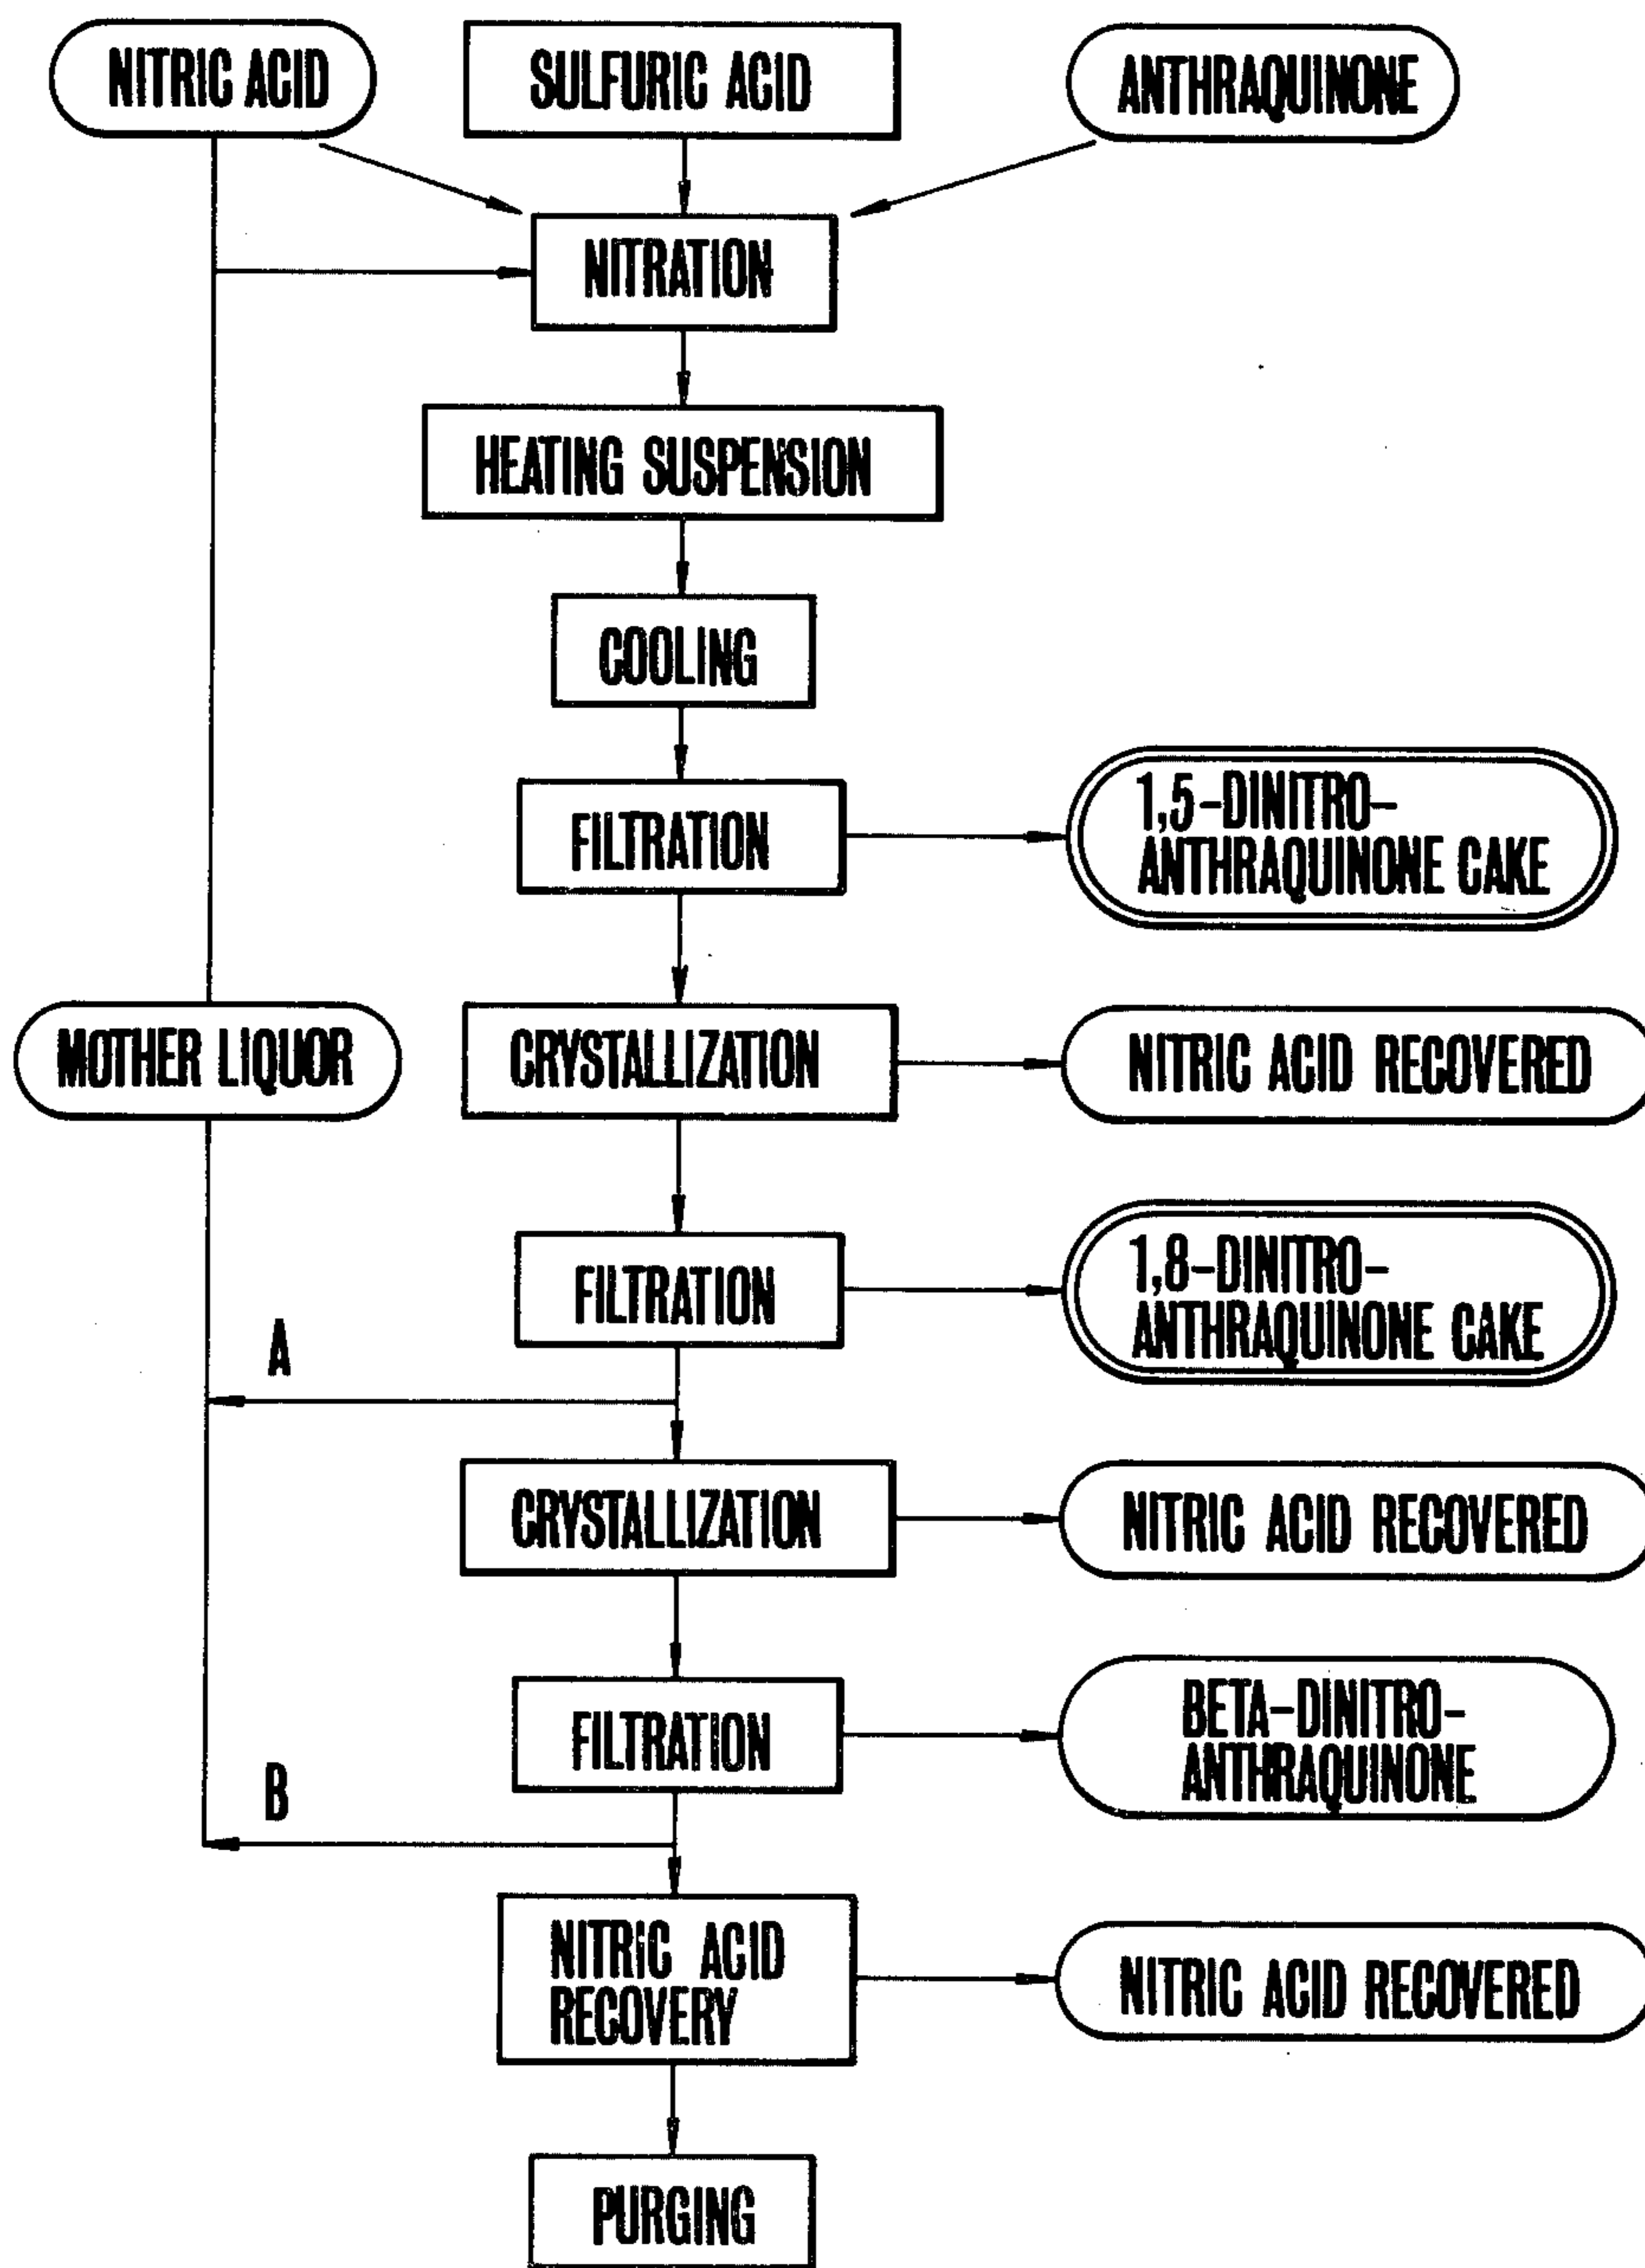 NITRIC ACID
SULFURIC ACID
ANTHRAQUINONE
NITRATION
HEATING SUSPENSION
COOLING
FILTRATION
1,5-DINITRO-
ANTHRAQUINONE CAKE
MOTHER LIQUOR
CRYSTALLIZATION
NITRIC ACID RECOVERED
FILTRATION
1,8-DINITRO-
ANTHRAQUINONE CAKE
A
CRYSTALLIZATION
NITRIC ACID RECOVERED
FILTRATION
BETA-DINITRO-
ANTHRAQUINONE
B
NITRIC ACID
RECOVERY
NITRIC ACID RECOVERED
PURGING